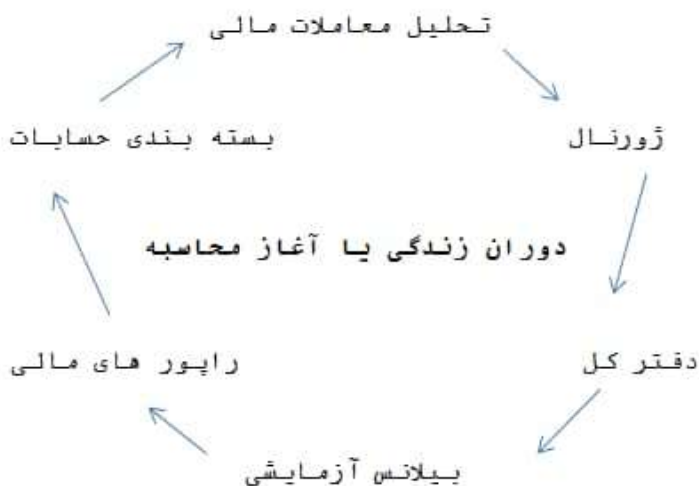 تحلیل معاملات مالی
ژورنال
بسته بندی حسابات
دوران زندگی یا آغاز محاسبه
دفتر کل
راپور های مالی
بیلانس آزمایشی